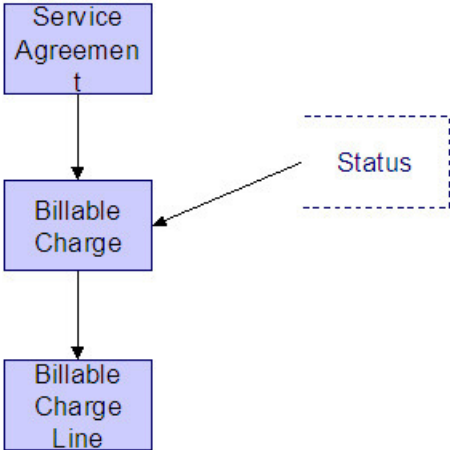 Service
Agreemen
t
Status
Billable
Charge
Billable
Charge
Line